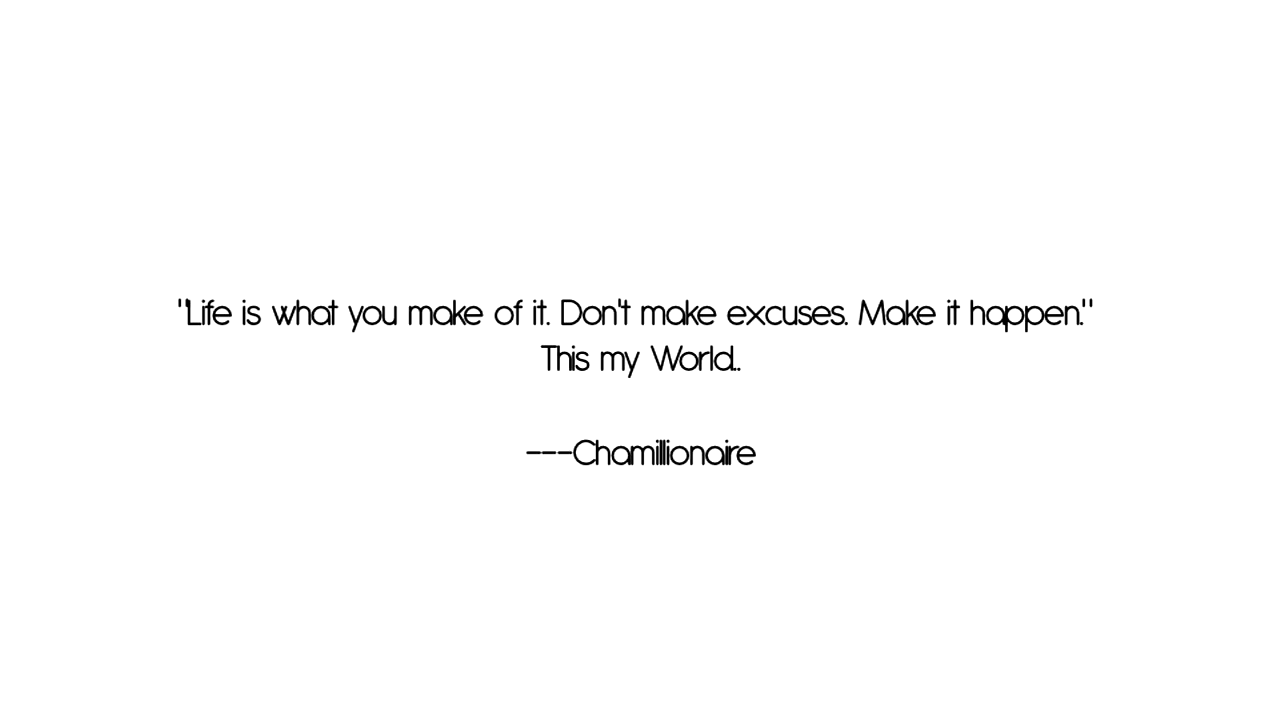 "Life is what you make of it. Don't make excuses. Make it happen."
This my World..
---Chamillionaire